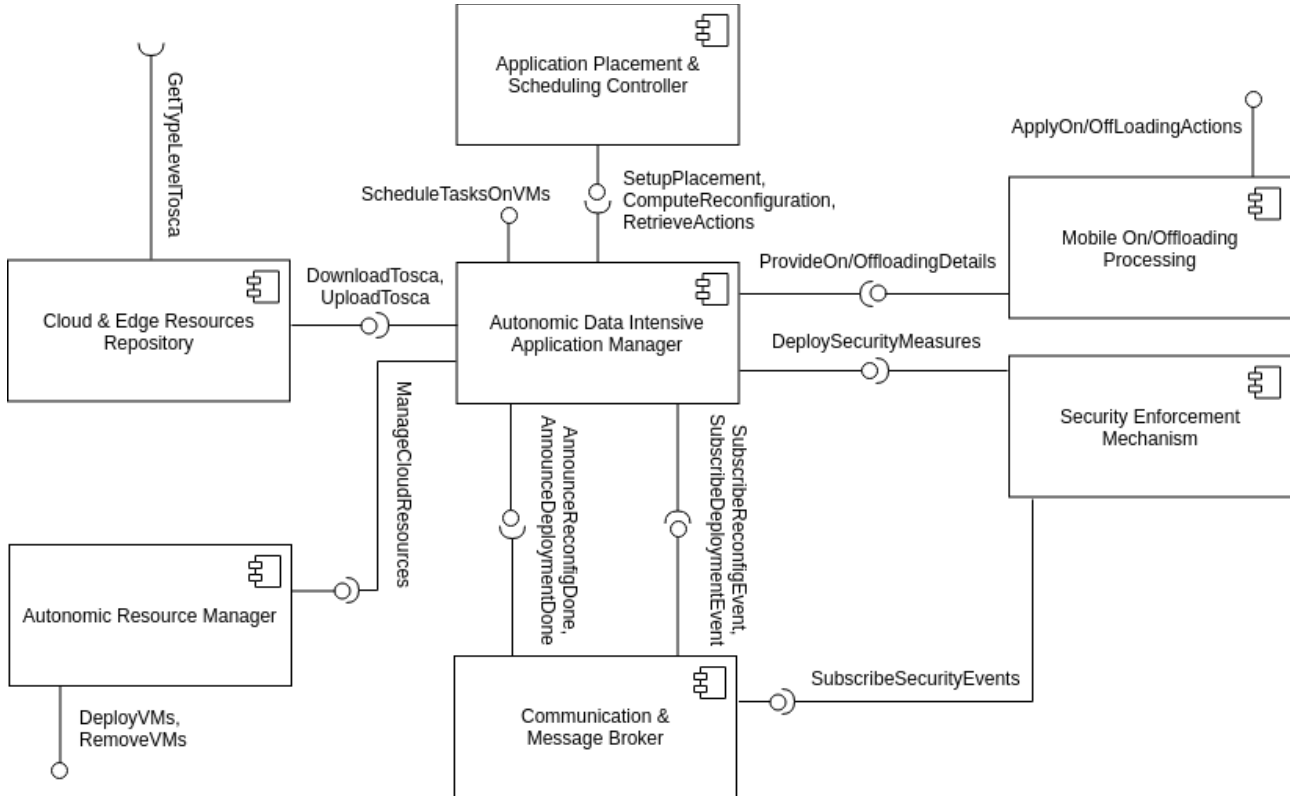 Application Placement &
Scheduling Controller
GetTypeLevelTosca
ApplyOn/OffLoadingActions
ScheduleTasksOnVMs
SetupPlacement,
ComputeReconfiguration,
RetrieveActions
Mobile On/Offloading
Processing
DownloadTosca,
UploadTosca
ProvideOn/OffloadingDetails
Cloud & Edge Resources
Repository
Autonomic Data Intensive
Application Manager
DeploySecurityMeasures
Security Enforcement
Mechanism
ManageCloudResources
AnnounceReconfigDone,
AnnounceDeploymentDone
SubscribeReconfigEvent,
SubscribeDeploymentEvent
Autonomic Resource Manager
SubscribeSecurityEvents
DeployVMs,
RemoveVMs
Communication &
Message Broker